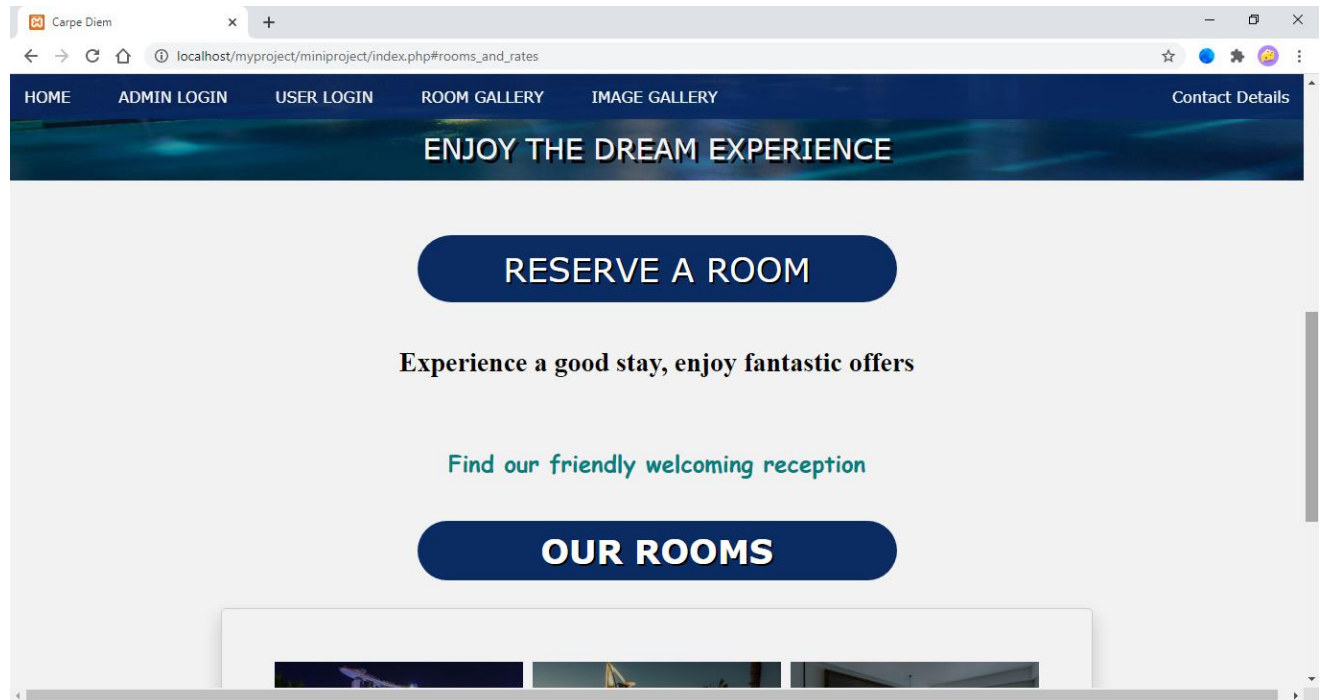 Carpe Diem
localhost/myproject/miniproject/index.php#rooms_and_rates
HOME ADMIN LOGIN USER LOGIN ROOM GALLERY IMAGE GALLERY Contact Details
ENJOY THE DREAM EXPERIENCE
RESERVE A ROOM
Experience a good stay, enjoy fantastic offers
Find our friendly welcoming reception
OUR ROOMS